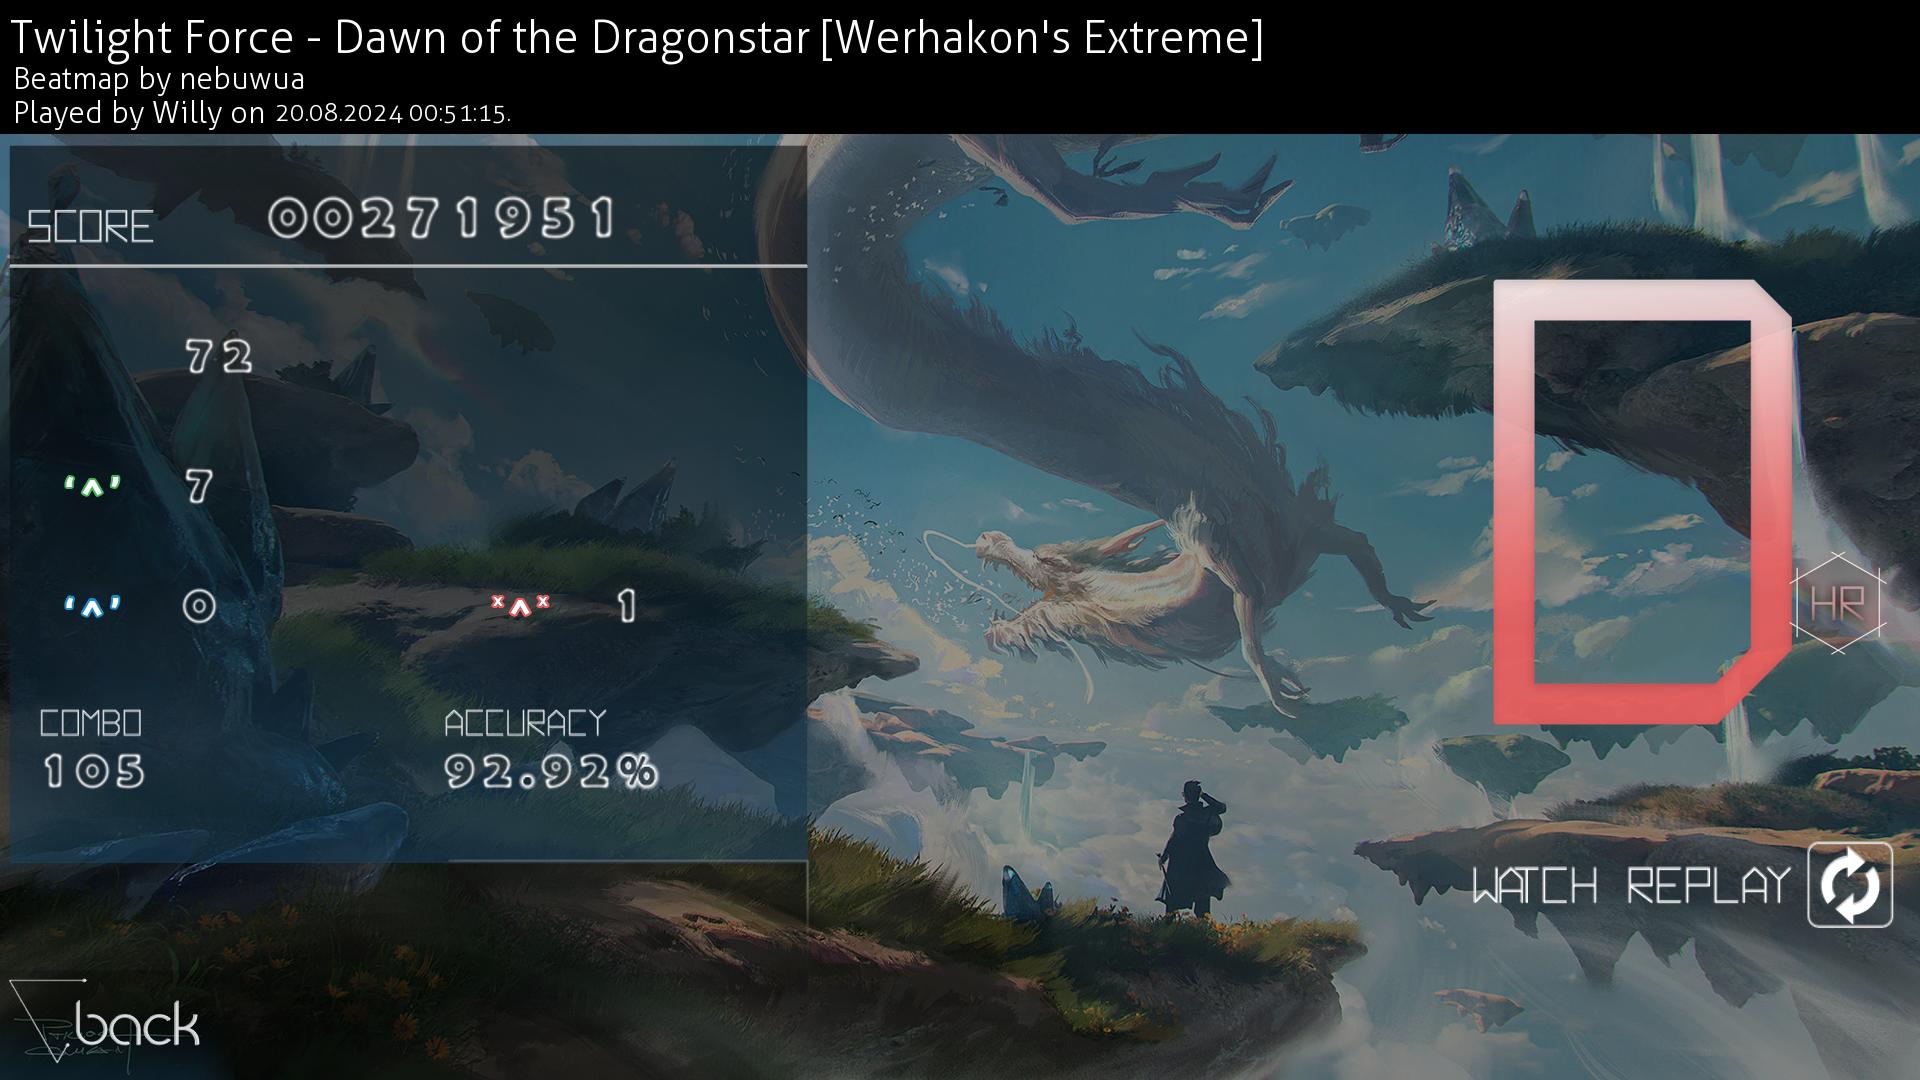 Twilight Force - Dawn of the Dragonstar [Werhakon's Extreme]
Beatmap by nebuwua
Played by Willy on 20.08.2024 00:51:15.
SCORE 00271951
72
'^' 7
'^' 0 x^x 1
COMBO ACCURACY
105 92.92%
HR
WATCH REPLAY
back